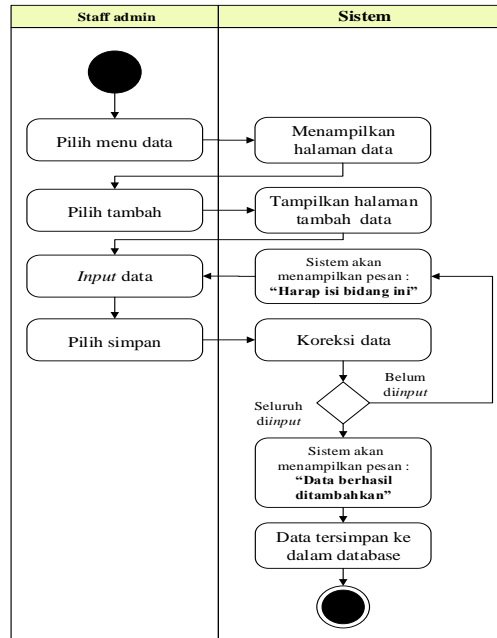 Staff admin
Sistem
Pilih menu data
Menampilkan
halaman data
Pilih tambah
Tampilkan halaman
tambah data
Input data
Sistem akan
menampilkan pesan :
“Harap isi bidang ini”
Pilih simpan
Koreksi data
Belum
diinput
Seluruh
diinput
Sistem akan
menampilkan pesan :
“Data berhasil
ditambahkan”
Data tersimpan ke
dalam database